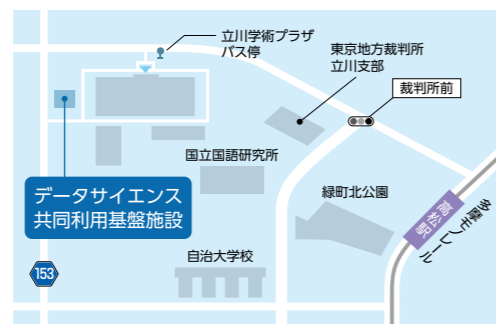 立川学術プラザ
バス停
東京地方裁判所
立川支部
裁判所前
国立国語研究所
データサイエンス
共同利用基盤施設
緑町北公園
高松駅
多摩モノレール
自治大学校
153